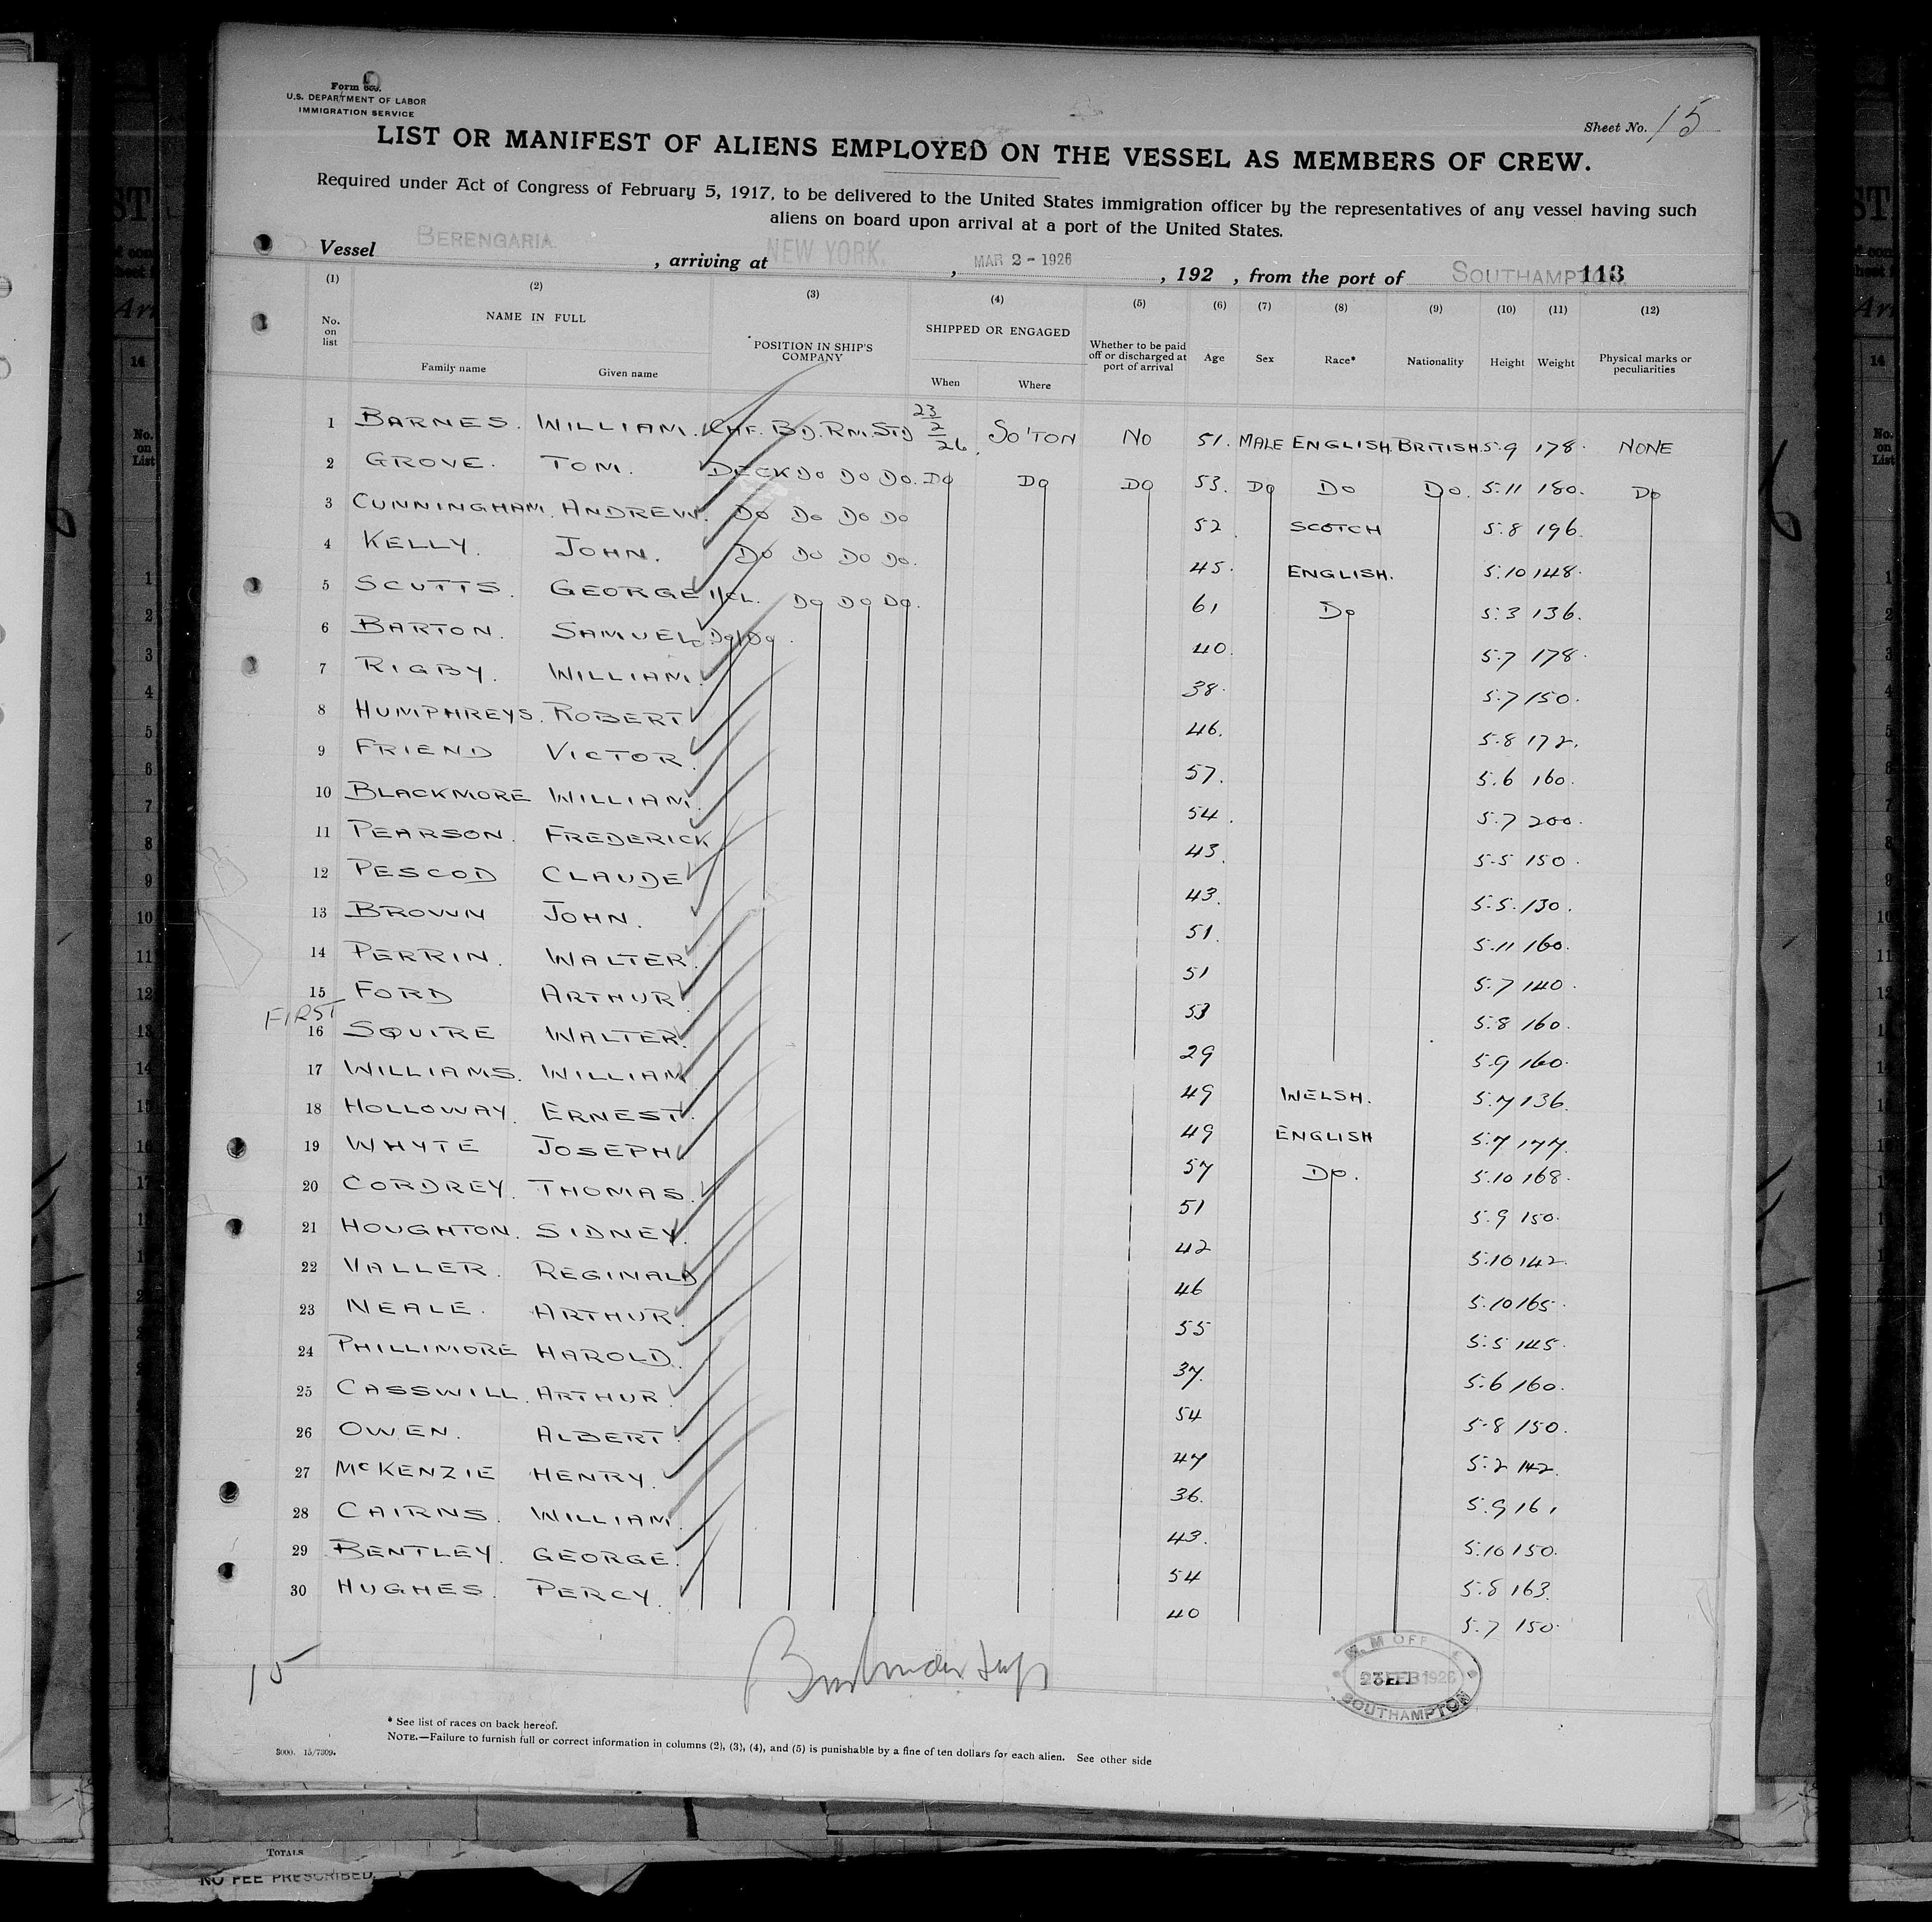 Form
U.S. DEPARTMENT OF LABOR
IMMIGRATION SERVICE
Sheet No. 15
LIST OR MANIFEST OF ALIENS EMPLOYED ON THE VESSEL AS MEMBERS OF CREW.
Required under Act of Congress of February 5, 1917, to be delivered to the United States immigration officer by the representatives of any vessel having such
aliens on board upon arrival at a port of the United States.
Vessel BERENGARIA. , arriving at NEW YORK. , MAR 2 - 1926 , 192 , from the port of SOUTHAMPTON. 113
(1) (2) (3) (4) (5) (6) (7) (8) (9) (10) (11) (12)
No. on list NAME IN FULL Family name Given name POSITION IN SHIP'S COMPANY SHIPPED OR ENGAGED When Where Whether to be paid off or discharged at port of arrival Age Sex Race* Nationality Height Weight Physical marks or peculiarities
1 BARNES. WILLIAM. CHF. BD. RM. STD 23/2/26. SO'TON NO 51. MALE ENGLISH. BRITISH. 5.9 178. NONE
2 GROVE. TOM. DECK DO DO DO. DO DO DO 53. DO DO DO. 5.11 180. DO
3 CUNNINGHAM. ANDREW. DO DO DO DO 52. SCOTCH 5.8 196.
4 KELLY. JOHN. DO DO DO DO. 45. ENGLISH. 5.10 148.
5 SCUTTS. GEORGE 1/CL. DO DO DO. 61 DO 5.3 136.
6 BARTON. SAMUEL. DO DO. 40. 5.7 178.
7 RIGBY. WILLIAM. 38. 5.7 150.
8 HUMPHREYS. ROBERT 46. 5.8 172.
9 FRIEND VICTOR. 57. 5.6 160.
10 BLACKMORE WILLIAM. 54. 5.7 200.
11 PEARSON. FREDERICK 43. 5.5 150.
12 PESCOD CLAUDE 43. 5.5. 130.
13 BROWN JOHN. 51. 5.11 160.
14 PERRIN. WALTER. 51 5.7 140.
15 FORD ARTHUR 53 5.8 160.
FIRST
16 SQUIRE WALTER. 29 5.9 160.
17 WILLIAMS. WILLIAM 49 WELSH. 5.7 136.
18 HOLLOWAY. ERNEST. 49 ENGLISH 5.7 177.
19 WHYTE JOSEPH 57 DO. 5.10 168.
20 CORDREY. THOMAS. 51 5.9 150.
21 HOUGHTON. SIDNEY. 42 5.10 142.
22 VALLER. REGINALD 46 5.10 165.
23 NEALE. ARTHUR. 55 5.5 145.
24 PHILLIMORE HAROLD. 37. 5.6 160.
25 CASSWILL. ARTHUR. 54 5.8 150.
26 OWEN. ALBERT. 47 5.2 142.
27 McKENZIE HENRY. 36. 5.9 161
28 CAIRNS. WILLIAM. 43. 5.10 150.
29 BENTLEY. GEORGE. 54 5.8 163.
30 HUGHES. PERCY. 40 5.7 150.
15
SOUTHAMPTON
* See list of races on back hereof.
NOTE.—Failure to furnish full or correct information in columns (2), (3), (4), and (5) is punishable by a fine of ten dollars for each alien. See other side
3000. 15/7309.
TOTALS
NO FEE PRESCRIBED.